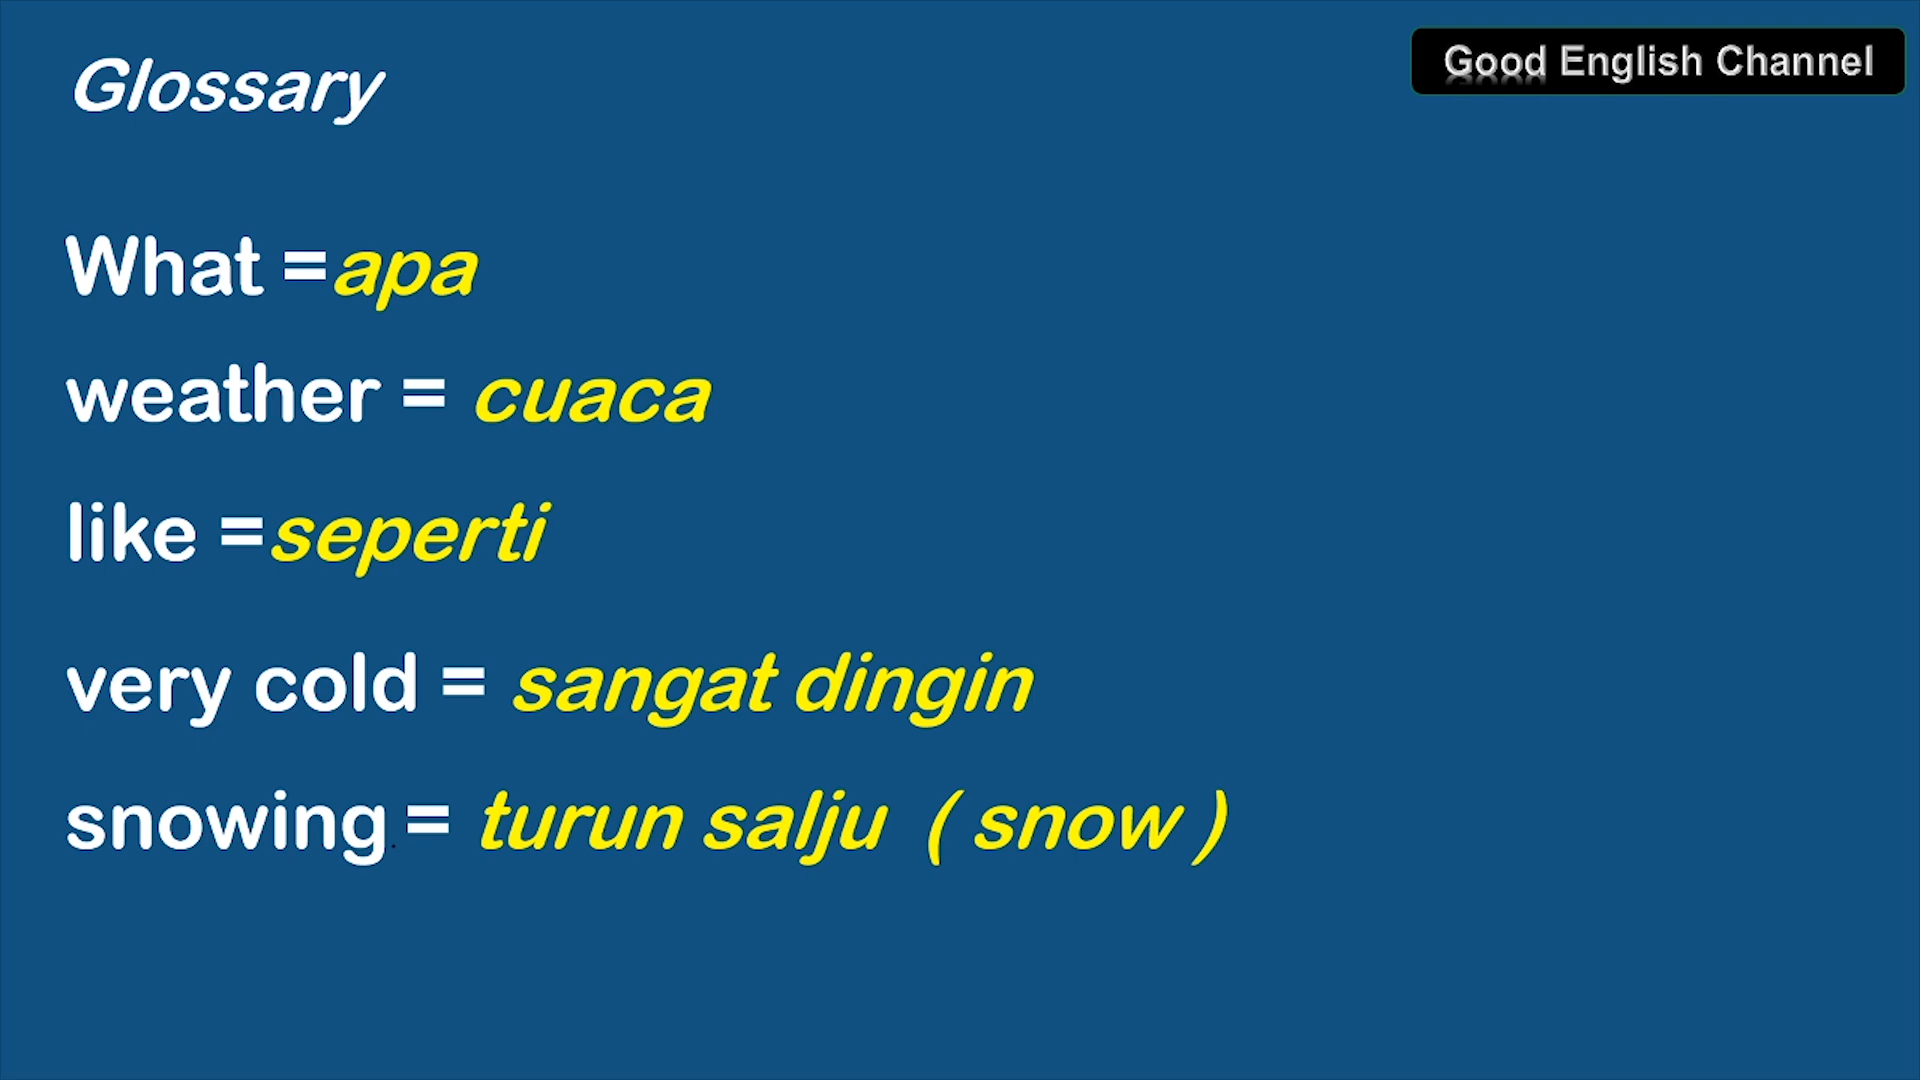 Glossary
Good English Channel
What =apa
weather = cuaca
like =seperti
very cold = sangat dingin
snowing.= turun salju ( snow )